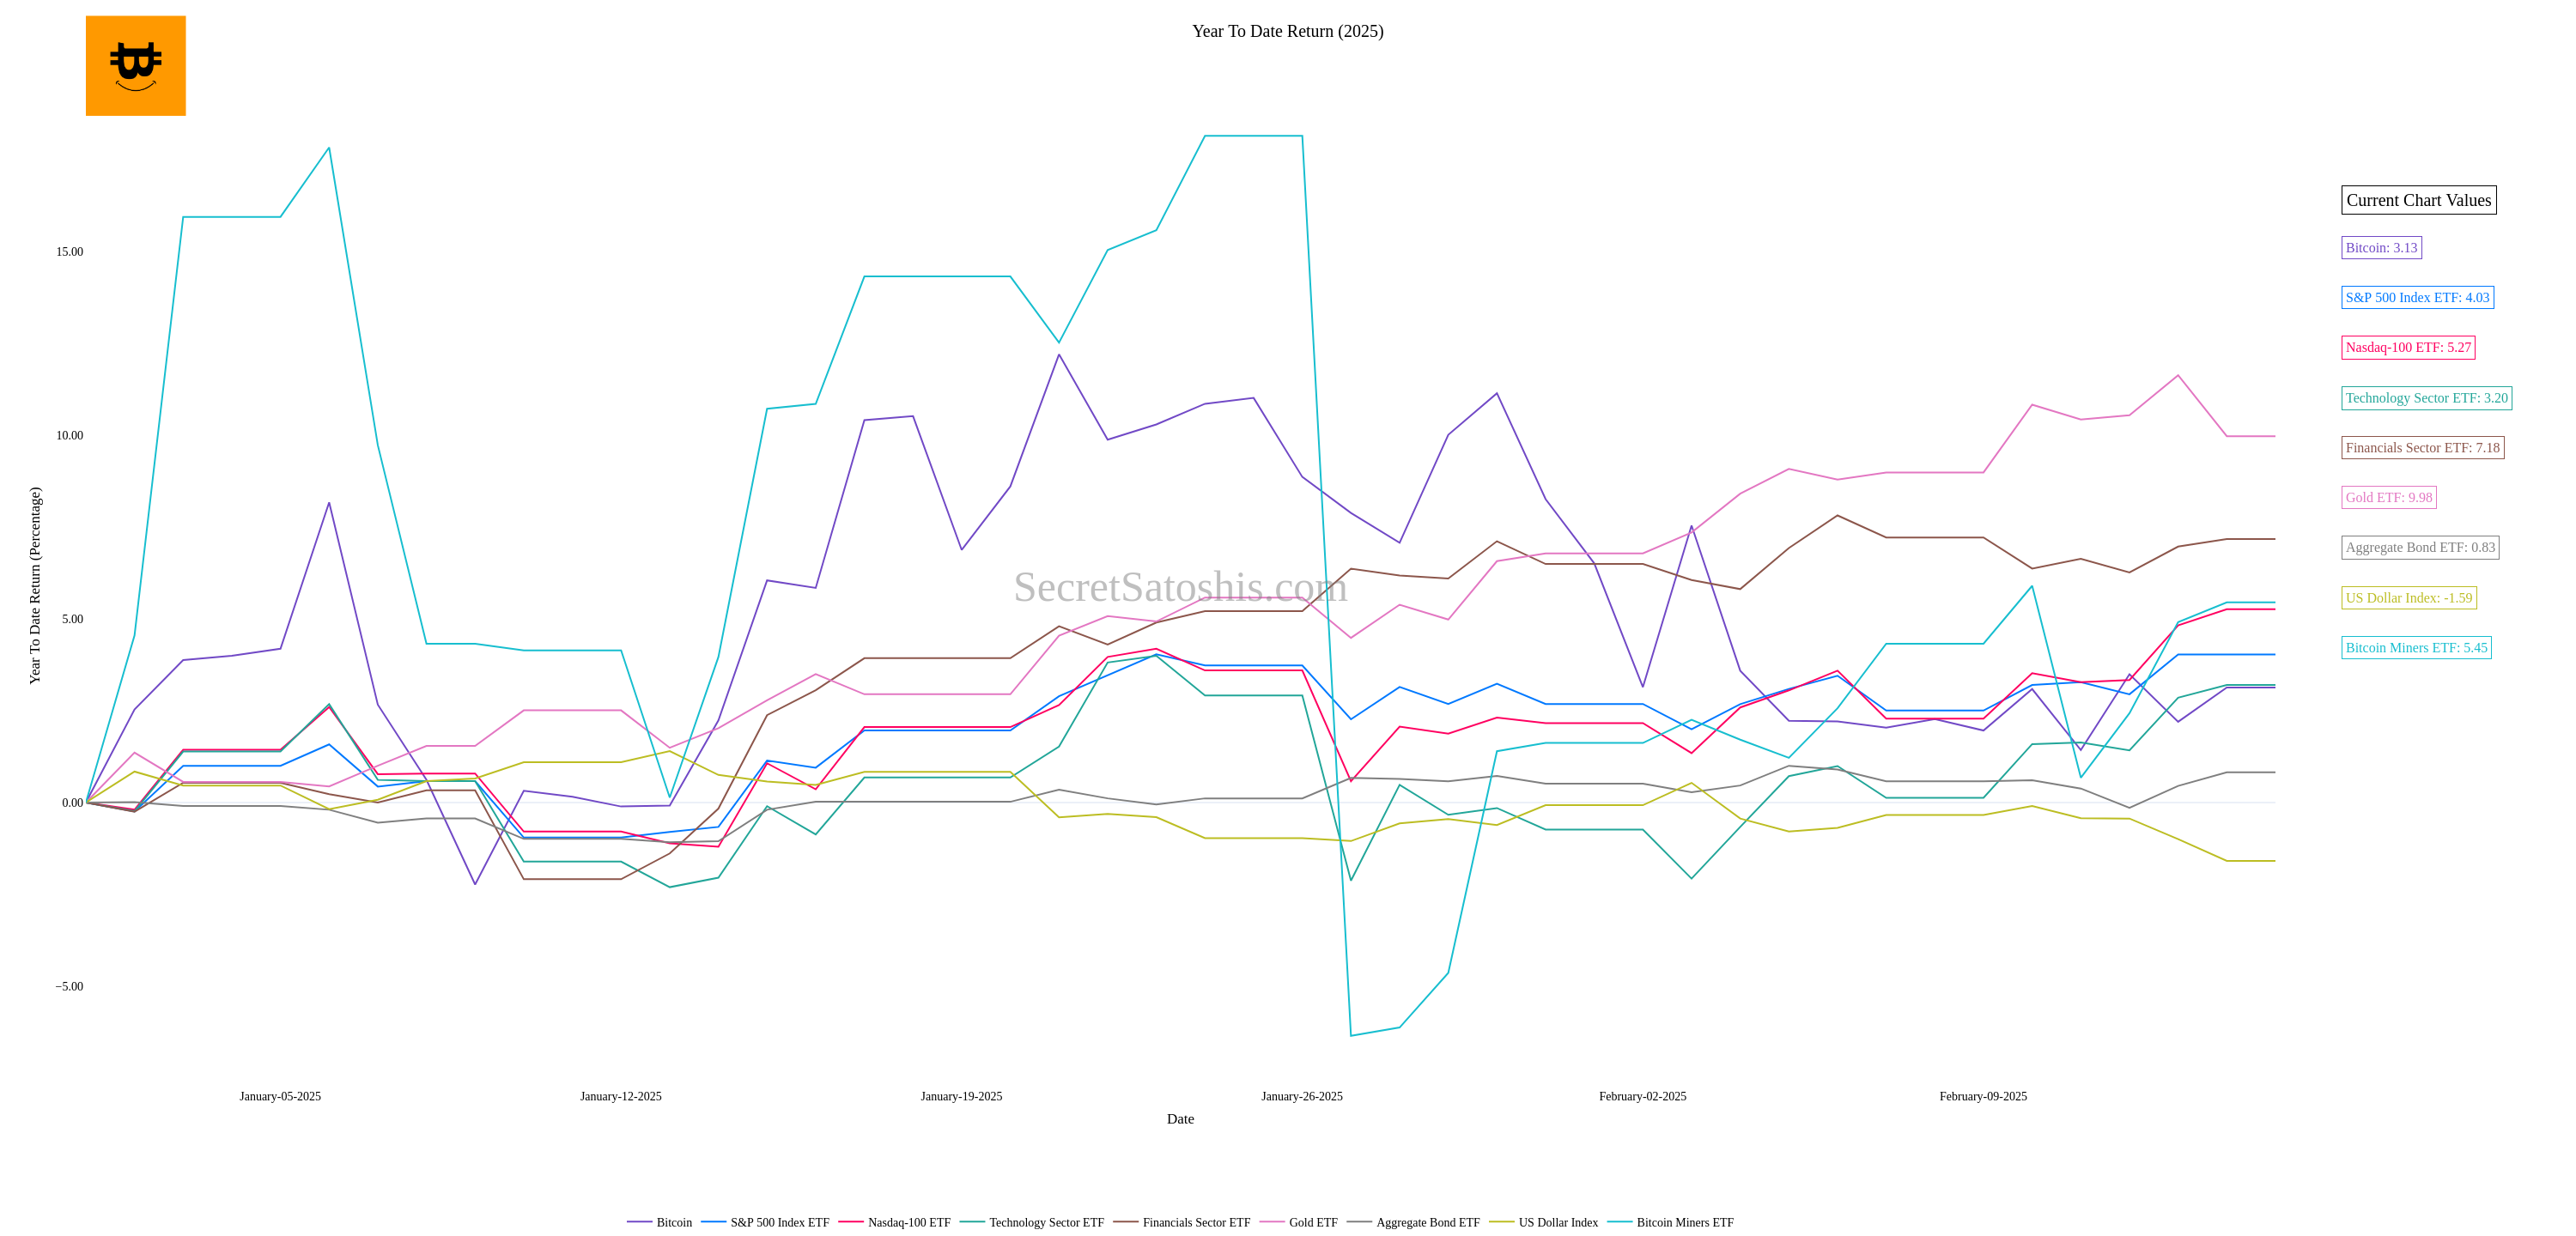 Year To Date Return (2025)
Current Chart Values
Bitcoin: 3.13
S&P 500 Index ETF: 4.03
Nasdaq-100 ETF: 5.27
Technology Sector ETF: 3.20
Financials Sector ETF: 7.18
Gold ETF: 9.98
Aggregate Bond ETF: 0.83
US Dollar Index: -1.59
Bitcoin Miners ETF: 5.45
Year To Date Return (Percentage)
15.00
10.00
5.00
0.00
−5.00
SecretSatoshis.com
January-05-2025
January-12-2025
January-19-2025
January-26-2025
February-02-2025
February-09-2025
Date
Bitcoin
S&P 500 Index ETF
Nasdaq-100 ETF
Technology Sector ETF
Financials Sector ETF
Gold ETF
Aggregate Bond ETF
US Dollar Index
Bitcoin Miners ETF